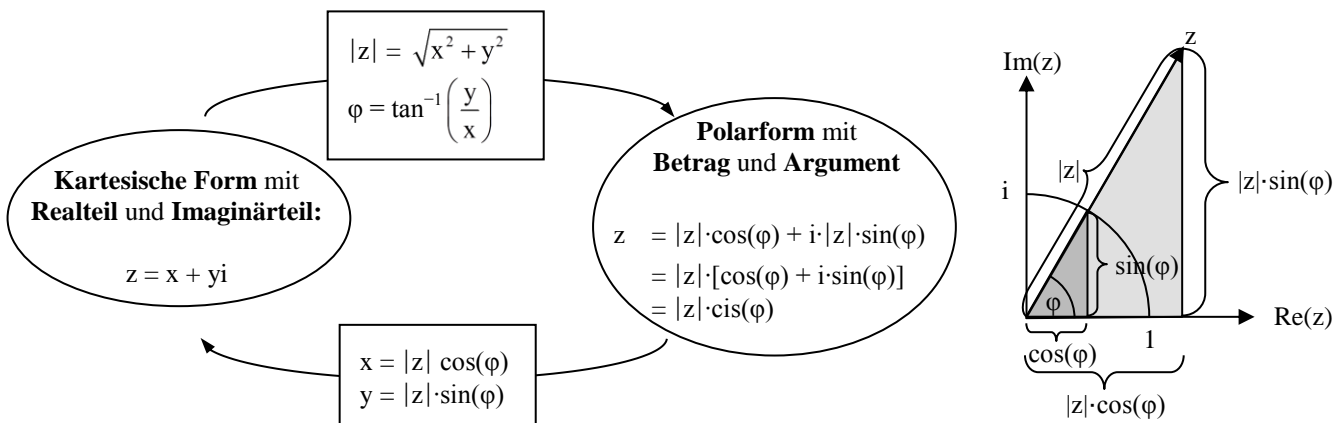 |z| = √(x² + y²)
φ = tan⁻¹(y/x)
Kartesische Form mit
Realteil und Imaginärteil:
z = x + yi
Polarform mit
Betrag und Argument
z = |z|·cos(φ) + i·|z|·sin(φ)
= |z|·[cos(φ) + i·sin(φ)]
= |z|·cis(φ)
x = |z| cos(φ)
y = |z|·sin(φ)
z
Im(z)
|z|
|z|·sin(φ)
i
sin(φ)
φ
Re(z)
cos(φ)
1
|z|·cos(φ)